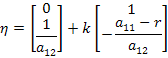 η = [0; 1/a₁₂] + k [1; −(a₁₁ − r)/a₁₂]